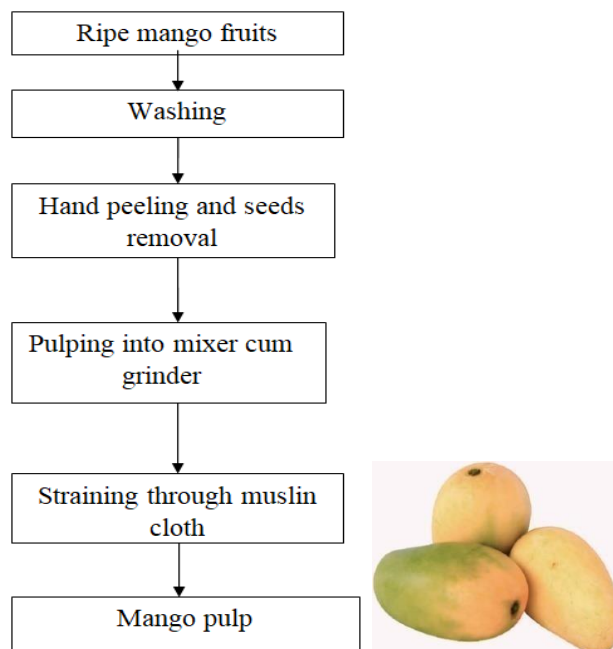 Ripe mango fruits
Washing
Hand peeling and seeds
removal
Pulping into mixer cum
grinder
Straining through muslin
cloth
Mango pulp